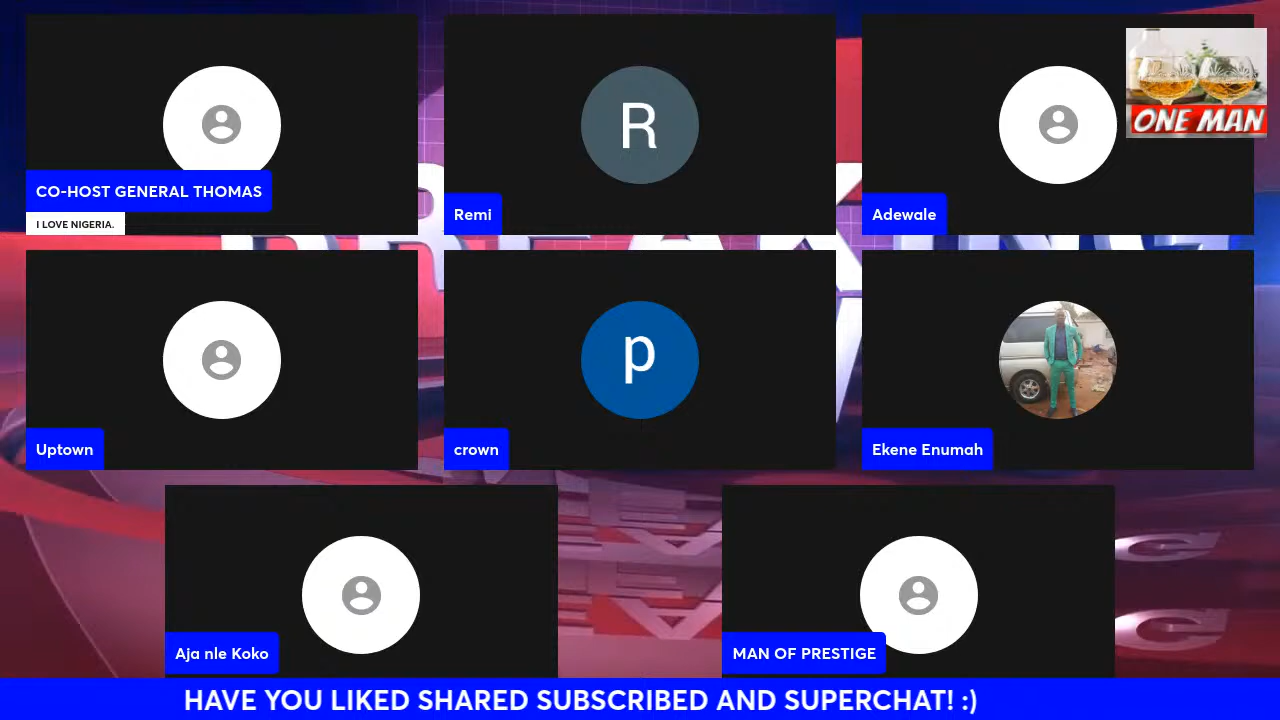 R
ONE MAN
CO-HOST GENERAL THOMAS
I LOVE NIGERIA.
Remi
Adewale
BREAKING
p
Uptown
crown
Ekene Enumah
Aja nle Koko
MAN OF PRESTIGE
HAVE YOU LIKED SHARED SUBSCRIBED AND SUPERCHAT! :)